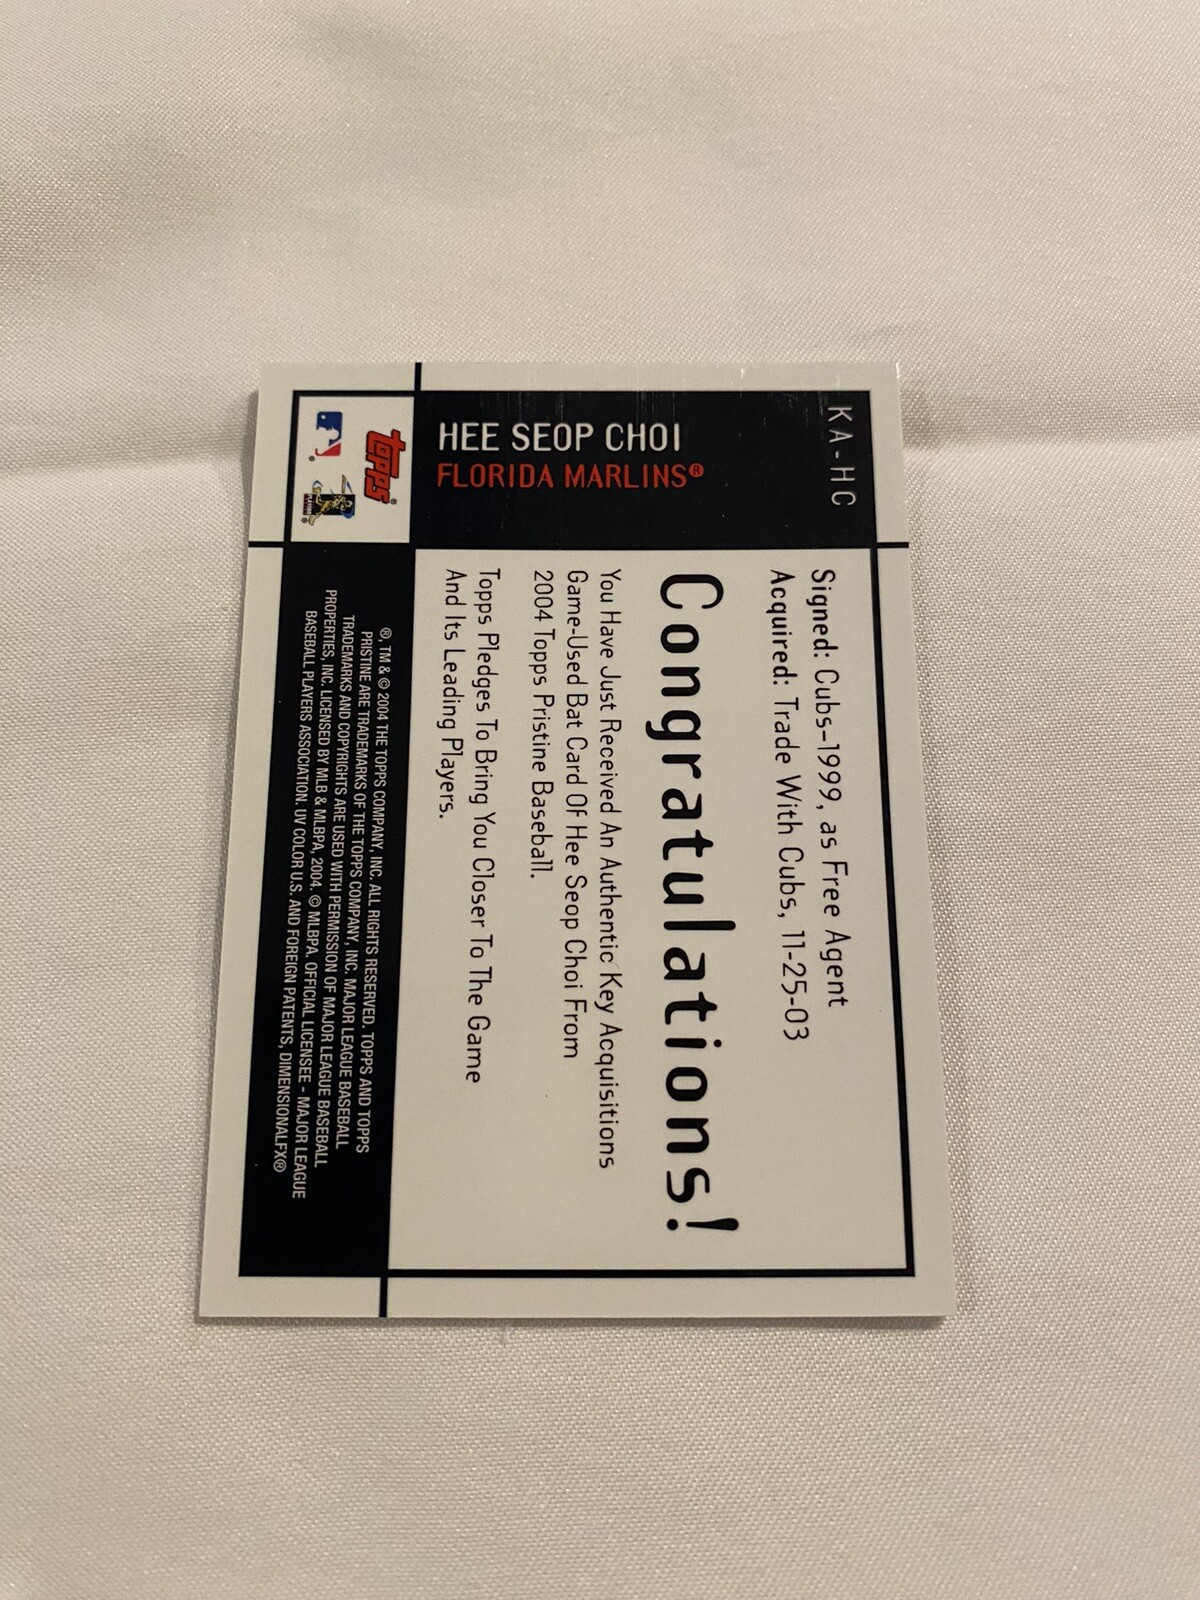 KA-HC
HEE SEOP CHOI
FLORIDA MARLINS®
Signed: Cubs-1999, as Free Agent
Acquired: Trade With Cubs, 11-25-03
Congratulations!
You Have Just Received An Authentic Key Acquisitions
Game-Used Bat Card Of Hee Seop Choi From
2004 Topps Pristine Baseball.
Topps Pledges To Bring You Closer To The Game
And Its Leading Players.
topps®
®, TM & © 2004 THE TOPPS COMPANY, INC. ALL RIGHTS RESERVED. TOPPS AND TOPPS
PRISTINE ARE TRADEMARKS OF THE TOPPS COMPANY, INC. MAJOR LEAGUE BASEBALL
TRADEMARKS AND COPYRIGHTS ARE USED WITH PERMISSION OF MAJOR LEAGUE BASEBALL
PROPERTIES, INC. LICENSED BY MLB & MLBPA, 2004. © MLBPA. OFFICIAL LICENSEE - MAJOR LEAGUE
BASEBALL PLAYERS ASSOCIATION. UV COLOR U.S. AND FOREIGN PATENTS, DIMENSIONALFX®